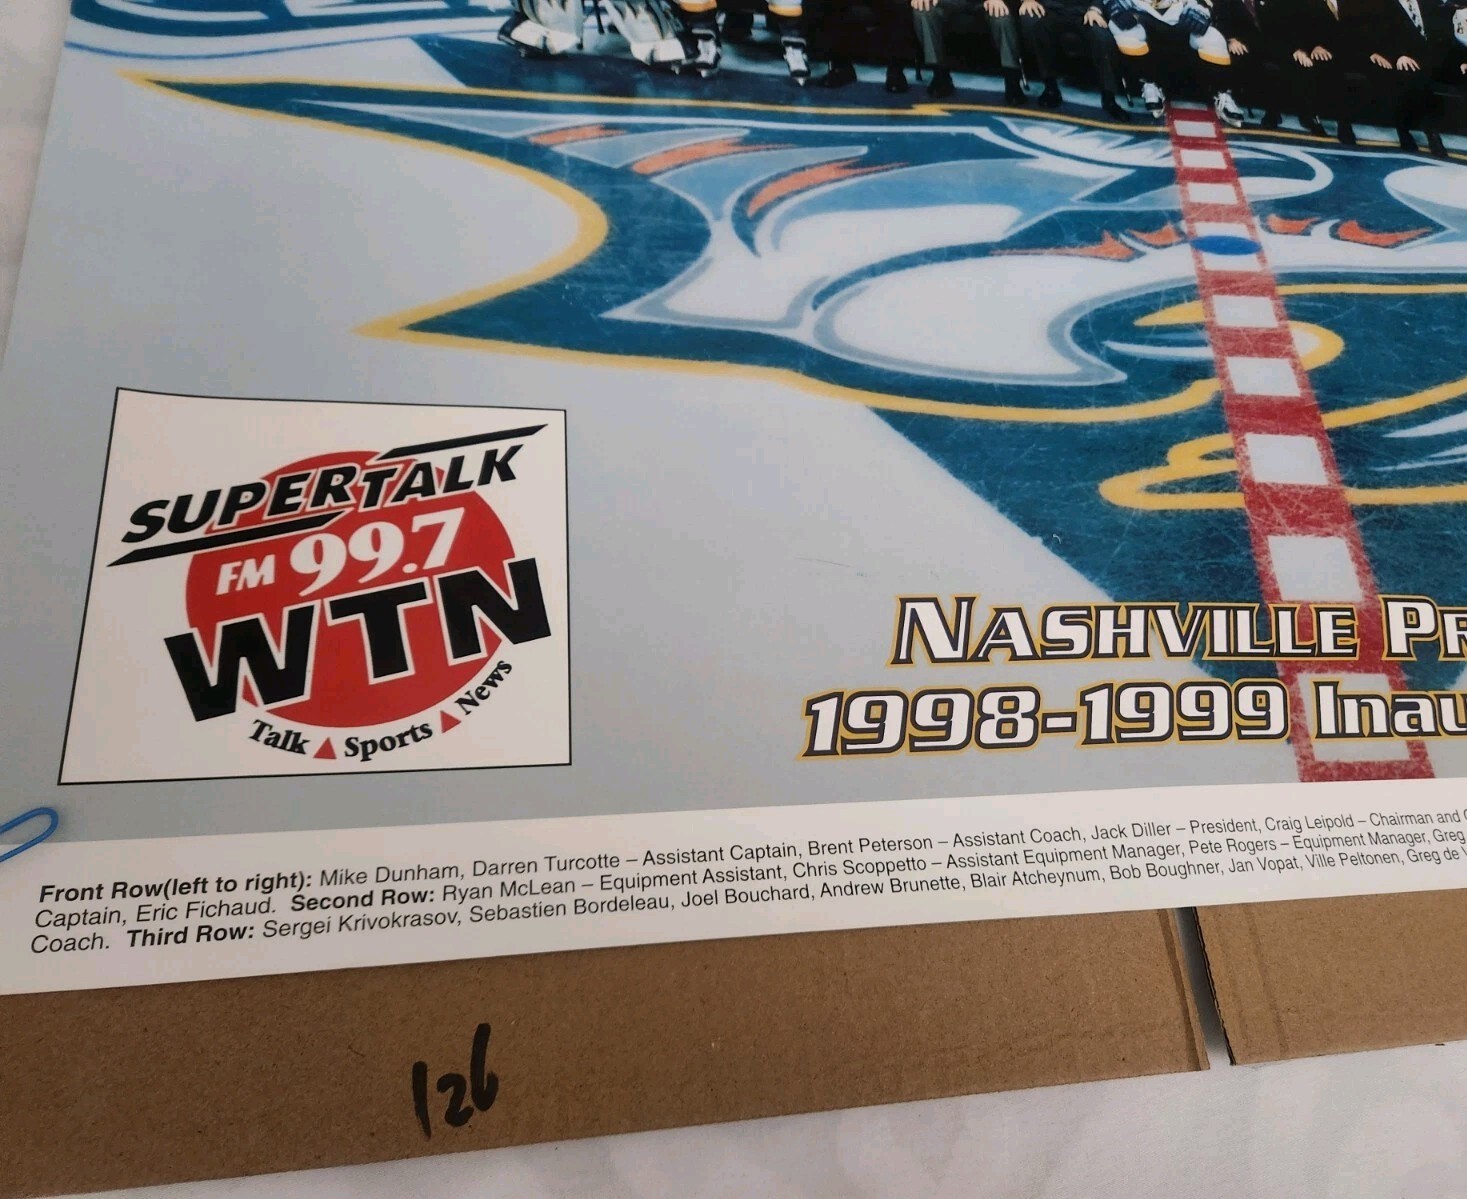 SUPERTALK
FM 99.7
WTN
Talk Sports News
NASHVILLE PR
1998-1999 Inau
Front Row(left to right): Mike Dunham, Darren Turcotte – Assistant Captain, Brent Peterson – Assistant Coach, Jack Diller – President, Craig Leipold – Chairman and
Captain, Eric Fichaud. Second Row: Ryan McLean – Equipment Assistant, Chris Scoppetto – Assistant Equipment Manager, Pete Rogers – Equipment Manager, Greg
Coach. Third Row: Sergei Krivokrasov, Sebastien Bordeleau, Joel Bouchard, Andrew Brunette, Blair Atcheynum, Bob Boughner, Jan Vopat, Ville Peltonen, Greg de
126